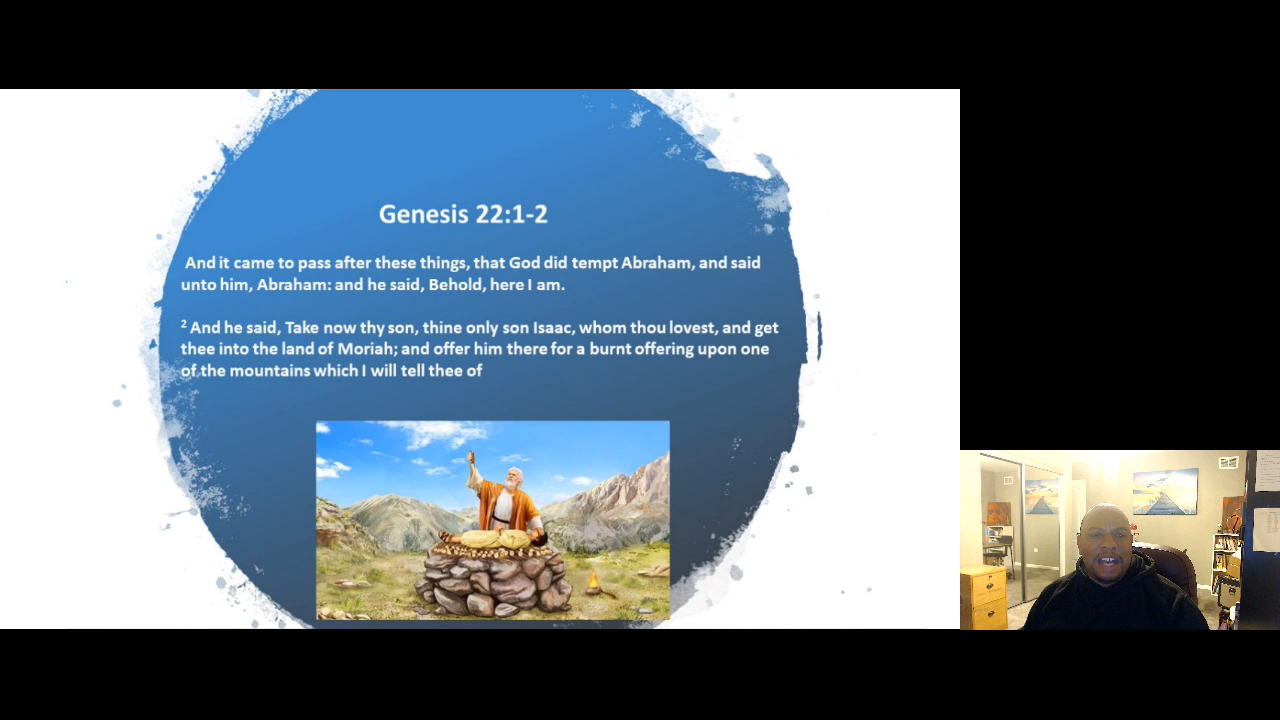 Genesis 22:1-2
And it came to pass after these things, that God did tempt Abraham, and said
unto him, Abraham: and he said, Behold, here I am.
2 And he said, Take now thy son, thine only son Isaac, whom thou lovest, and get
thee into the land of Moriah; and offer him there for a burnt offering upon one
of the mountains which I will tell thee of